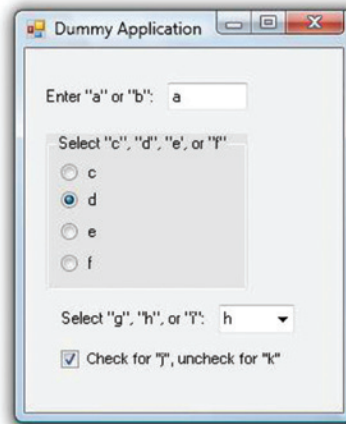 Dummy Application
Enter "a" or "b": a
Select "c", "d", "e', or "f"
c
d
e
f
Select "g", "h", or "i": h
Check for "j", uncheck for "k"